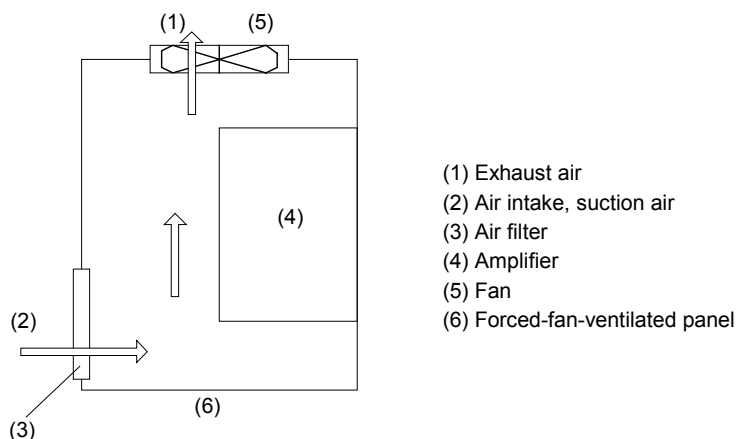 (1)
(5)
(4)
(2)
(3)
(6)
(1) Exhaust air
(2) Air intake, suction air
(3) Air filter
(4) Amplifier
(5) Fan
(6) Forced-fan-ventilated panel